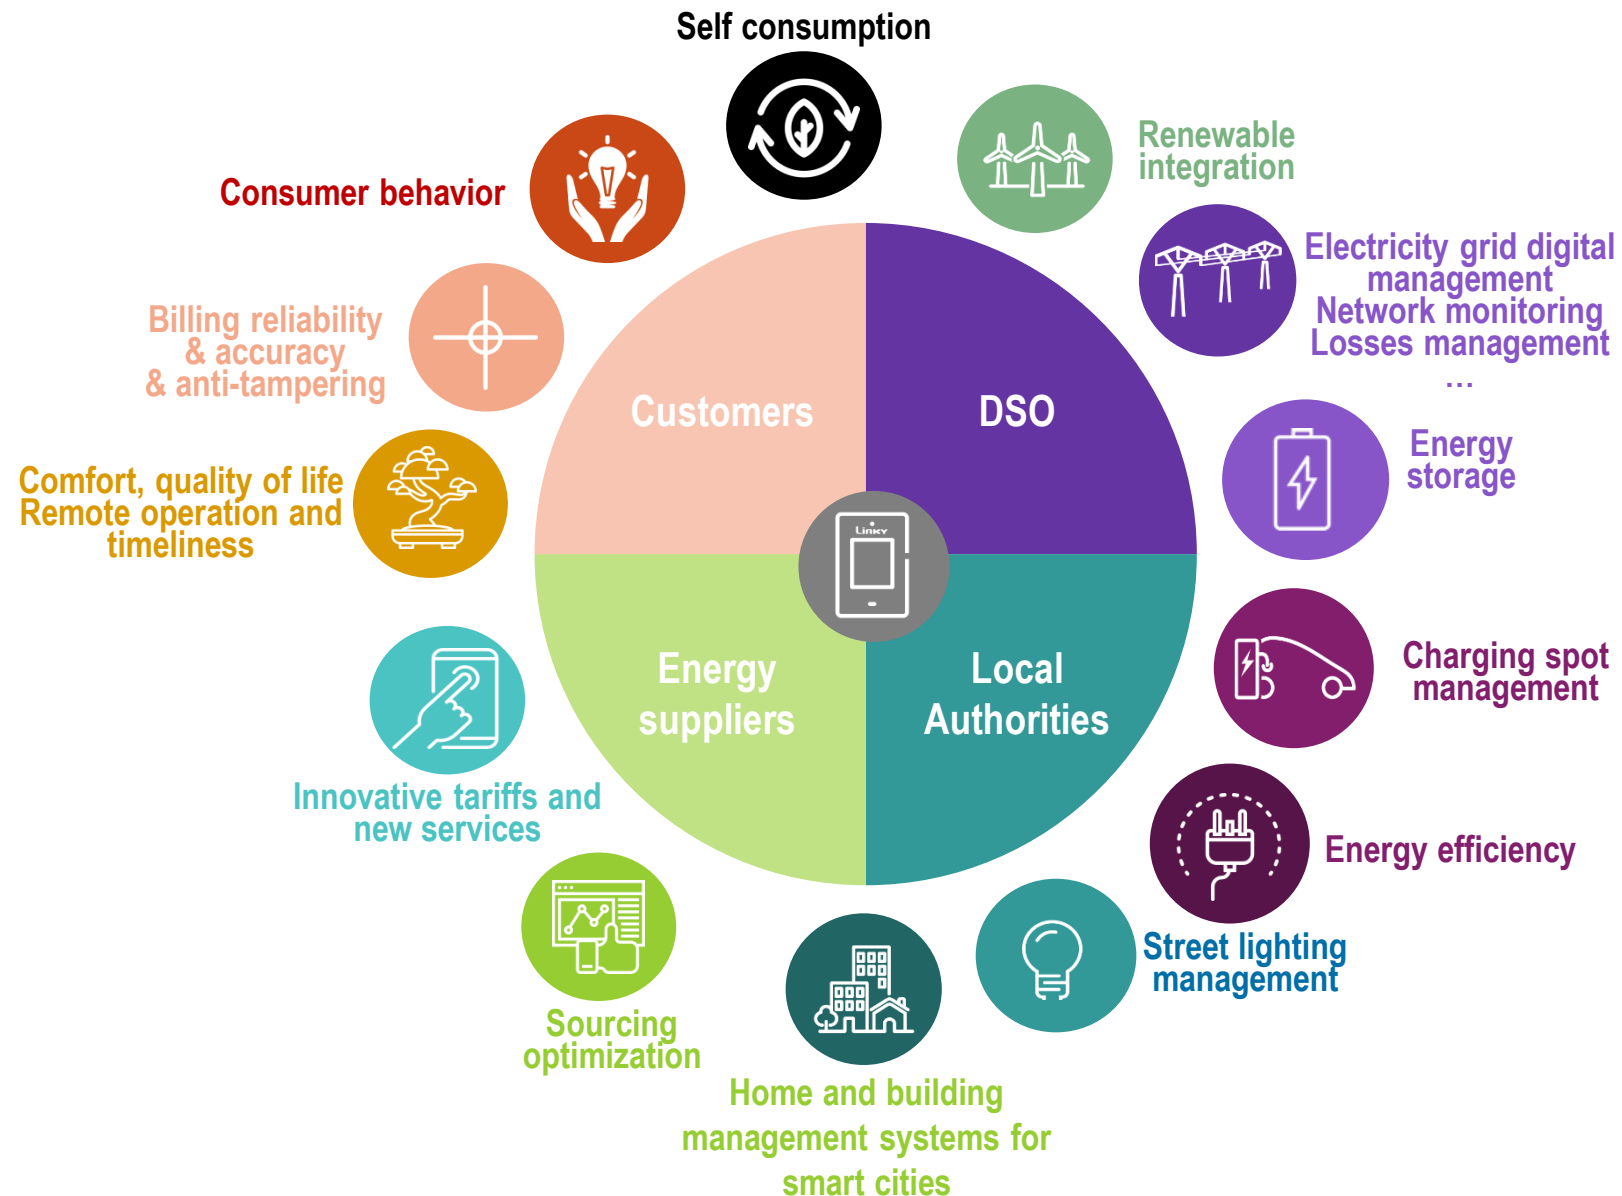 Self consumption
Renewable
integration
Consumer behavior
Electricity grid digital
management
Network monitoring
Losses management
...
Billing reliability
& accuracy
& anti-tampering
Customers
DSO
Energy
storage
Comfort, quality of life
Remote operation and
timeliness
Linky
Energy
suppliers
Local
Authorities
Charging spot
management
Innovative tariffs and
new services
Energy efficiency
Street lighting
management
Sourcing
optimization
Home and building
management systems for
smart cities